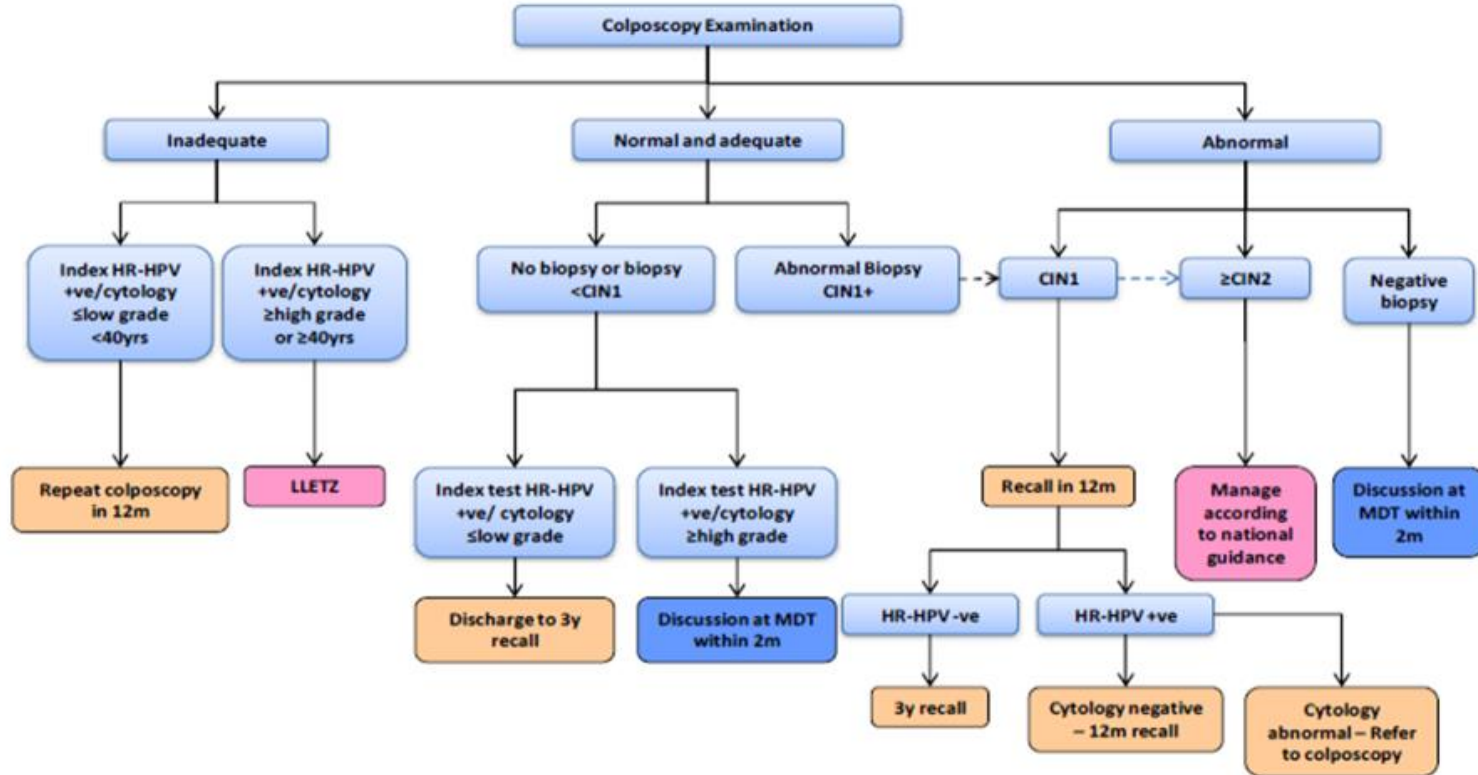 Colposcopy Examination
Inadequate
Normal and adequate
Abnormal
Index HR-HPV
+ve/cytology
≤low grade
<40yrs
Index HR-HPV
+ve/cytology
≥high grade
or ≥40yrs
No biopsy or biopsy
<CIN1
Abnormal Biopsy
CIN1+
CIN1
≥CIN2
Negative
biopsy
Repeat colposcopy
in 12m
LLETZ
Index test HR-HPV
+ve/ cytology
≤low grade
Index test HR-HPV
+ve/cytology
≥high grade
Recall in 12m
Manage
according
to national
guidance
Discussion at
MDT within
2m
Discharge to 3y
recall
Discussion at MDT
within 2m
HR-HPV -ve
HR-HPV +ve
3y recall
Cytology negative
– 12m recall
Cytology
abnormal – Refer
to colposcopy